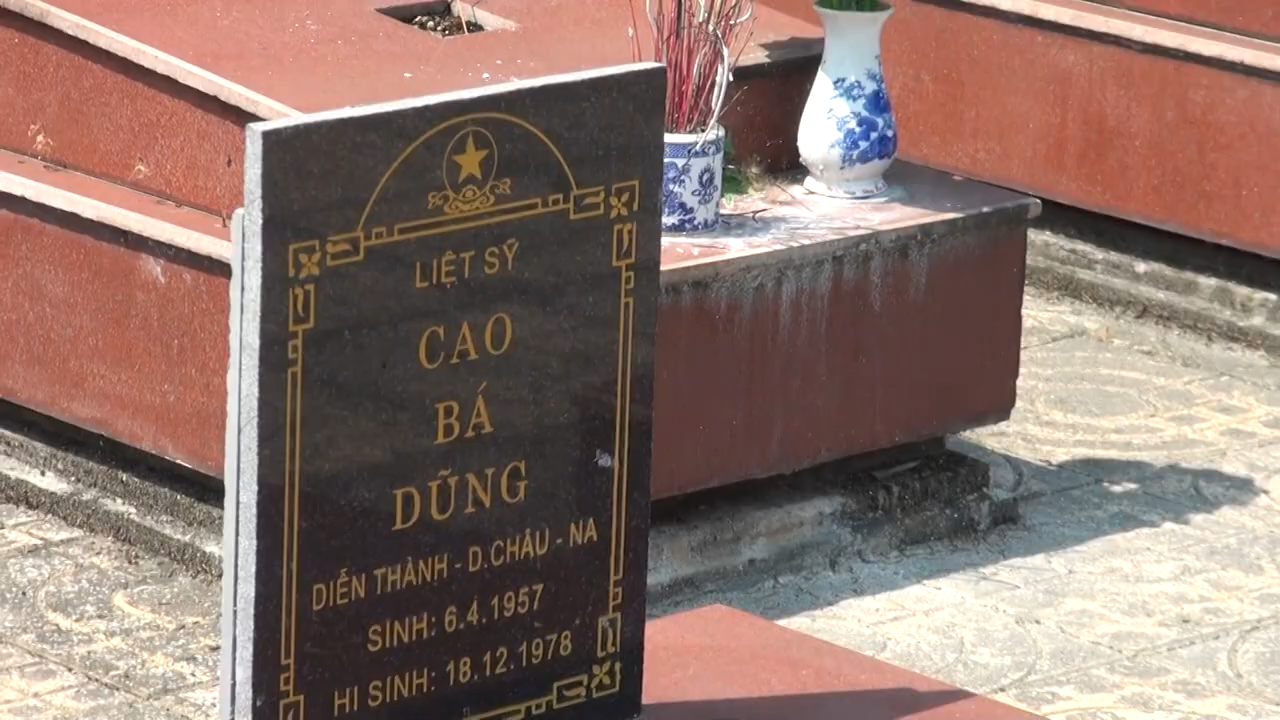 LIỆT SỸ
CAO
BÁ
DŨNG
DIỄN THÀNH - D.CHÂU - NA
SINH: 6.4.1957
HI SINH: 18.12.1978